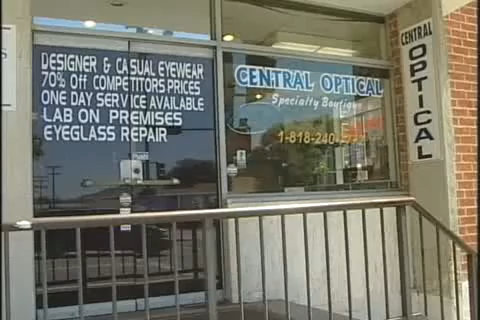 DESIGNER & CASUAL EYEWEAR
70% Off COMPETITORS PRICES
ONE DAY SERVICE AVAILABLE
LAB ON PREMISES
EYEGLASS REPAIR
CENTRAL OPTICAL
Specialty Boutique
CENTRAL
OPTICAL